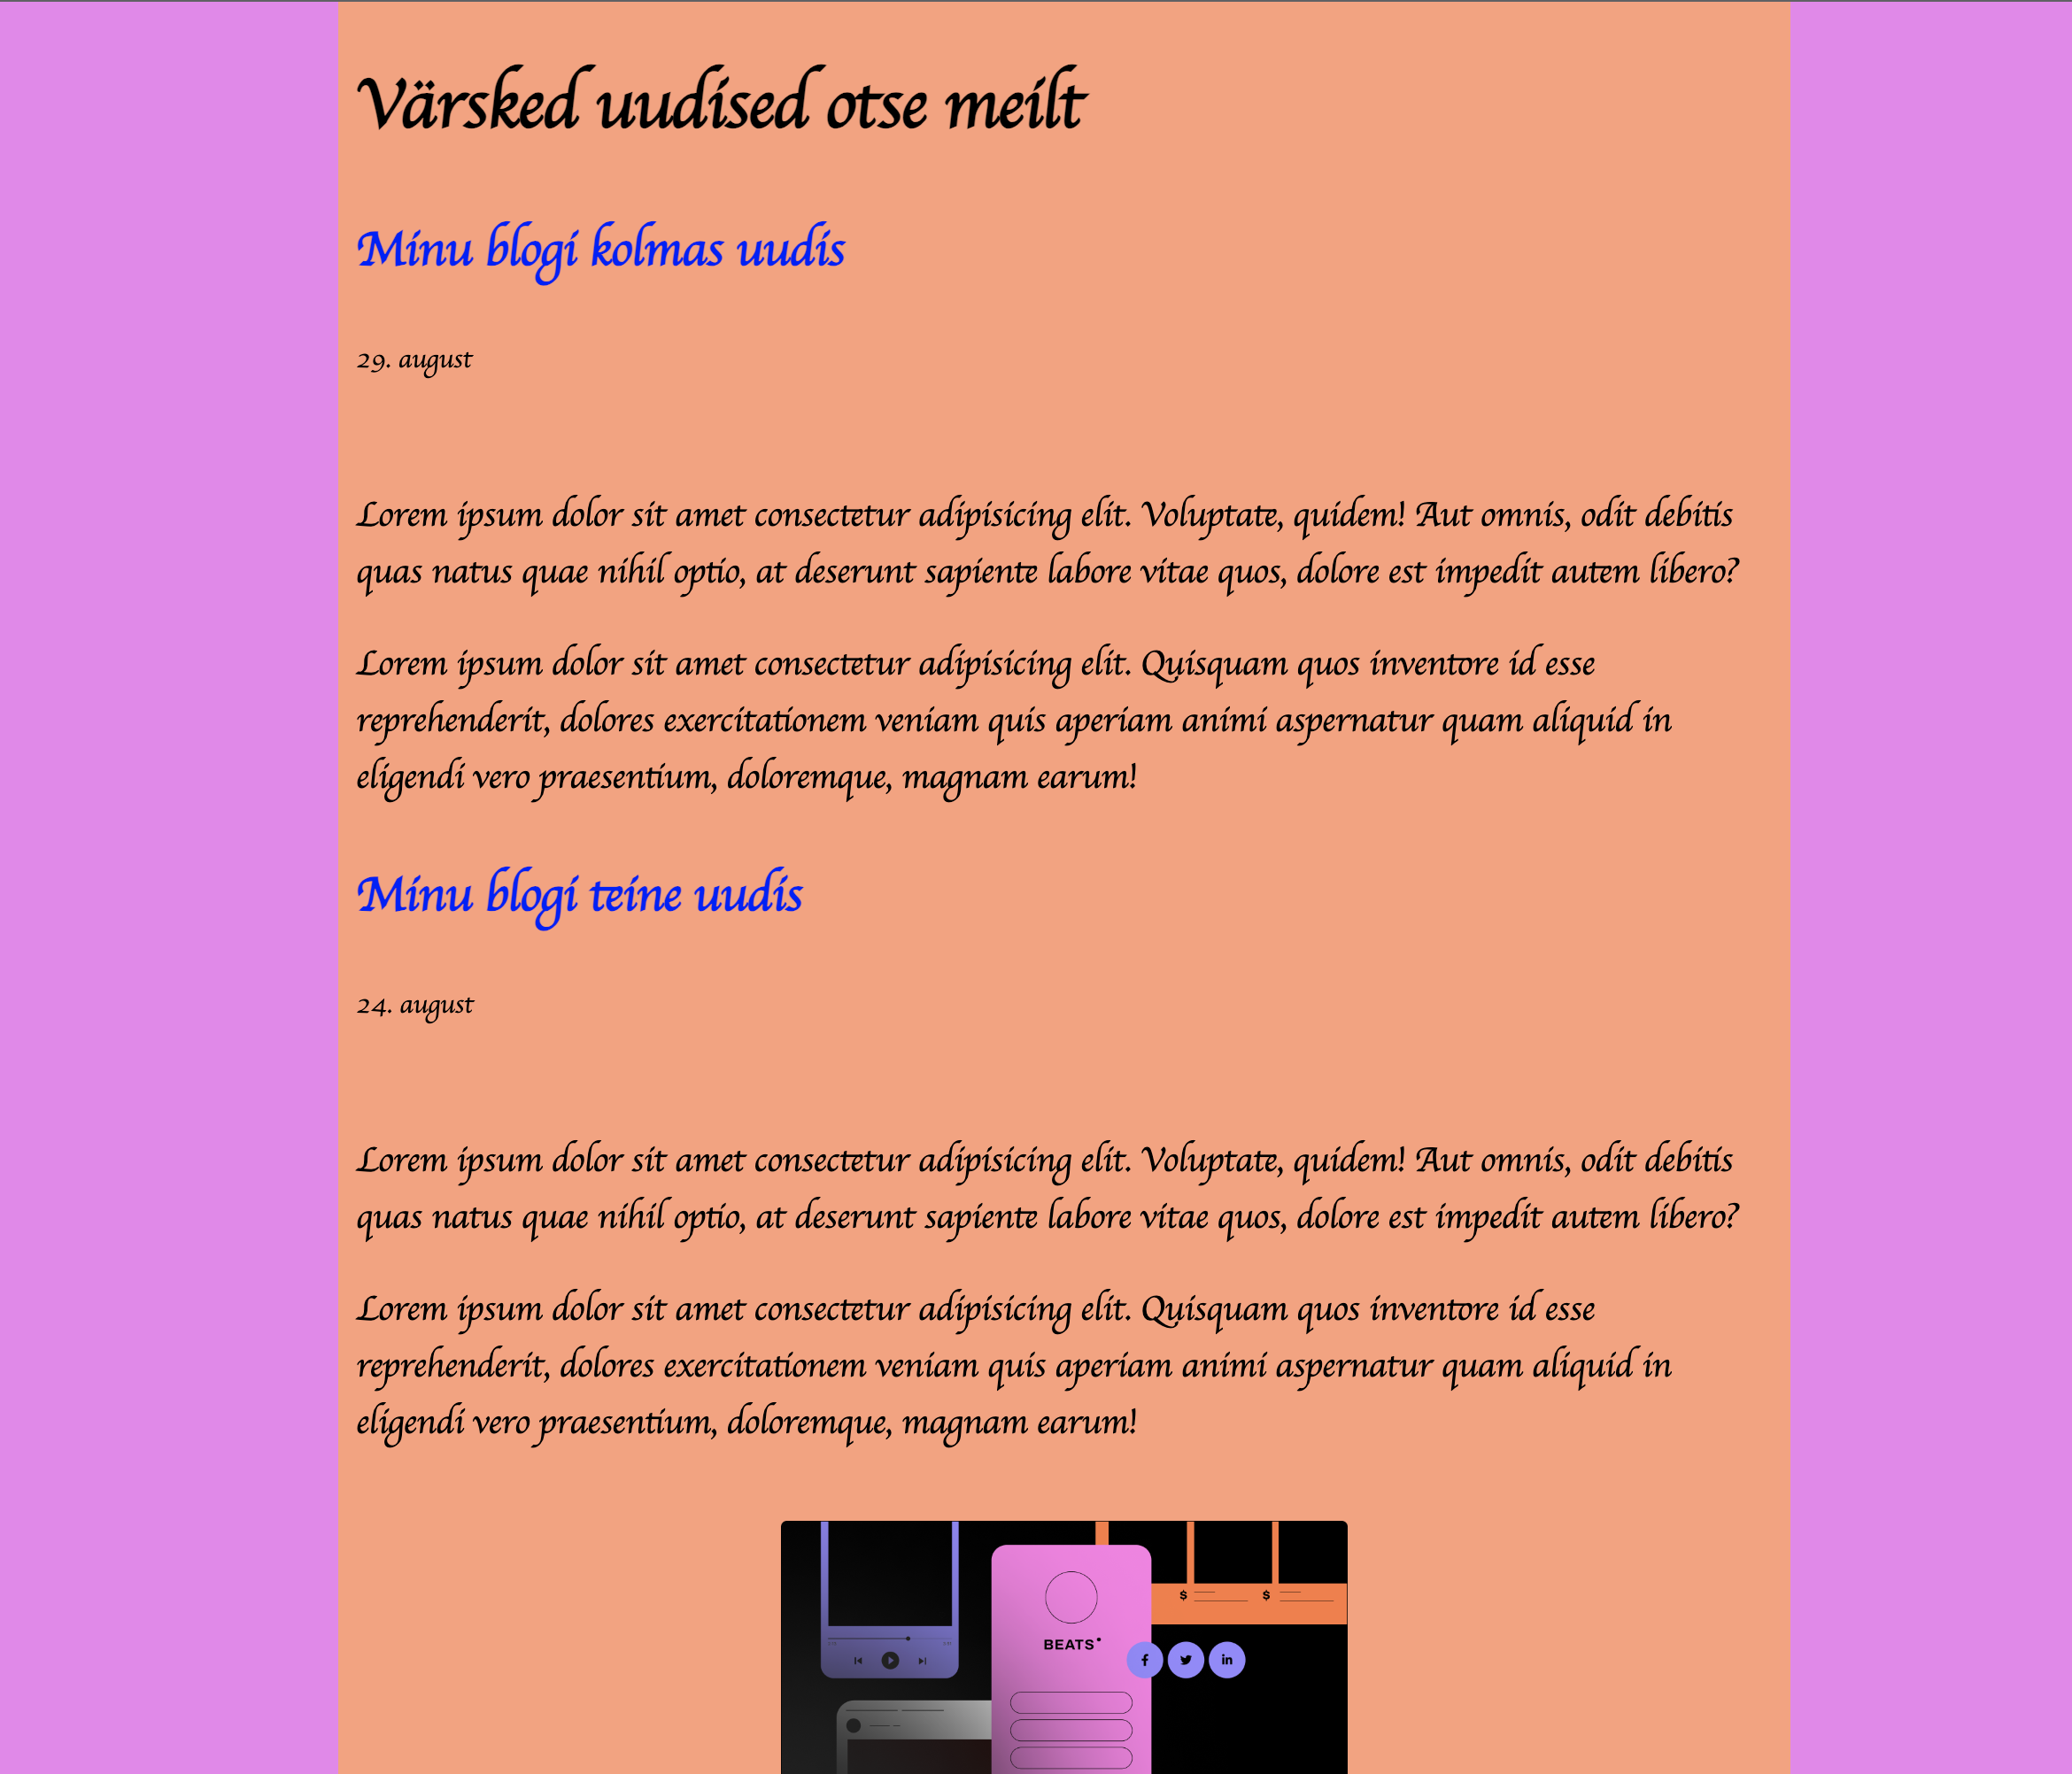 Värsked uudised otse meilt
Minu blogi kolmas uudis
29. august
Lorem ipsum dolor sit amet consectetur adipisicing elit. Voluptate, quidem! Aut omnis, odit debitis
quas natus quae nihil optio, at deserunt sapiente labore vitae quos, dolore est impedit autem libero?
Lorem ipsum dolor sit amet consectetur adipisicing elit. Quisquam quos inventore id esse
reprehenderit, dolores exercitationem veniam quis aperiam animi aspernatur quam aliquid in
eligendi vero praesentium, doloremque, magnam earum!
Minu blogi teine uudis
24. august
Lorem ipsum dolor sit amet consectetur adipisicing elit. Voluptate, quidem! Aut omnis, odit debitis
quas natus quae nihil optio, at deserunt sapiente labore vitae quos, dolore est impedit autem libero?
Lorem ipsum dolor sit amet consectetur adipisicing elit. Quisquam quos inventore id esse
reprehenderit, dolores exercitationem veniam quis aperiam animi aspernatur quam aliquid in
eligendi vero praesentium, doloremque, magnam earum!
$ $
BEATS
f in